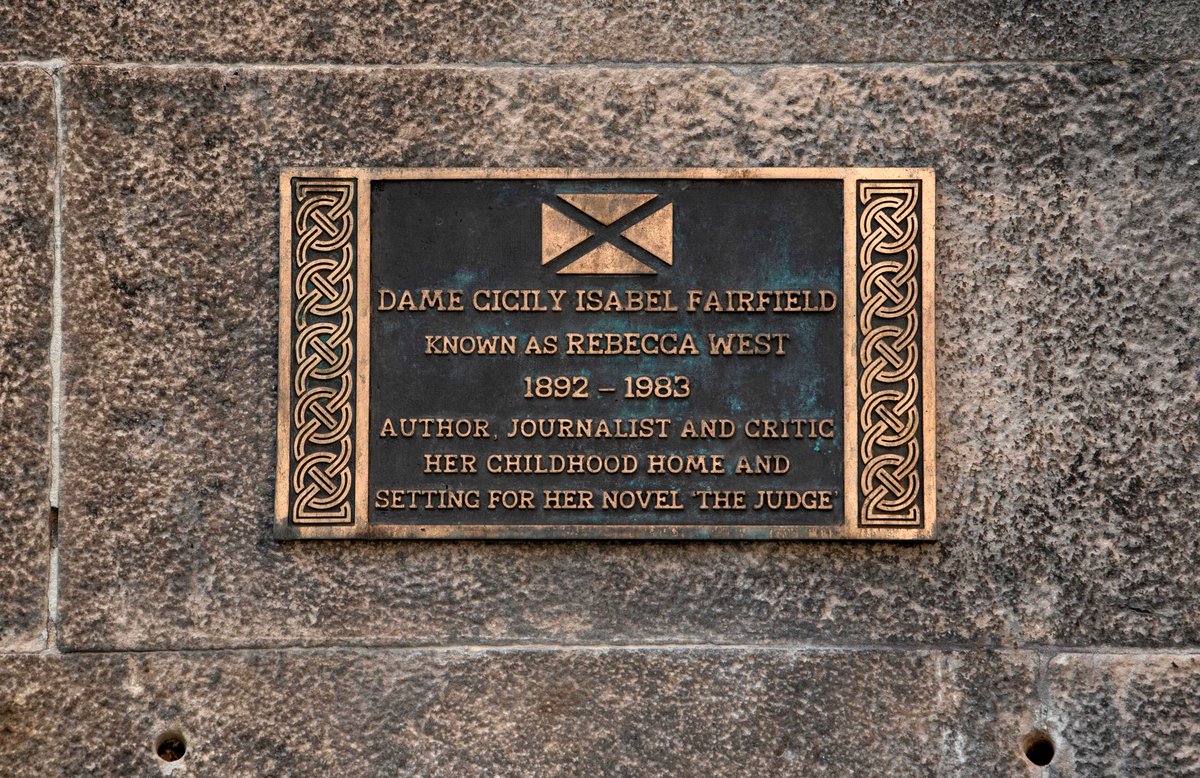 DAME CICILY ISABEL FAIRFIELD
KNOWN AS REBECCA WEST
1892 – 1983
AUTHOR, JOURNALIST AND CRITIC
HER CHILDHOOD HOME AND
SETTING FOR HER NOVEL ‘THE JUDGE’